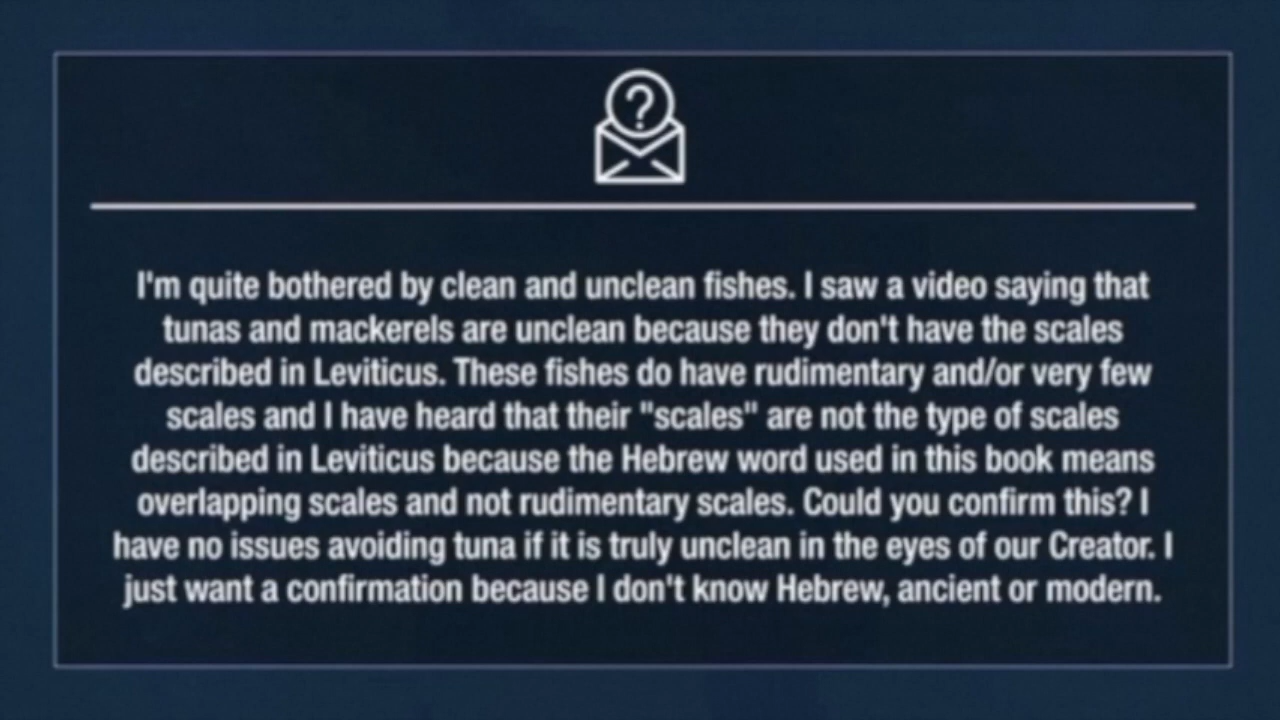 ?
I'm quite bothered by clean and unclean fishes. I saw a video saying that
tunas and mackerels are unclean because they don't have the scales
described in Leviticus. These fishes do have rudimentary and/or very few
scales and I have heard that their "scales" are not the type of scales
described in Leviticus because the Hebrew word used in this book means
overlapping scales and not rudimentary scales. Could you confirm this? I
have no issues avoiding tuna if it is truly unclean in the eyes of our Creator. I
just want a confirmation because I don't know Hebrew, ancient or modern.